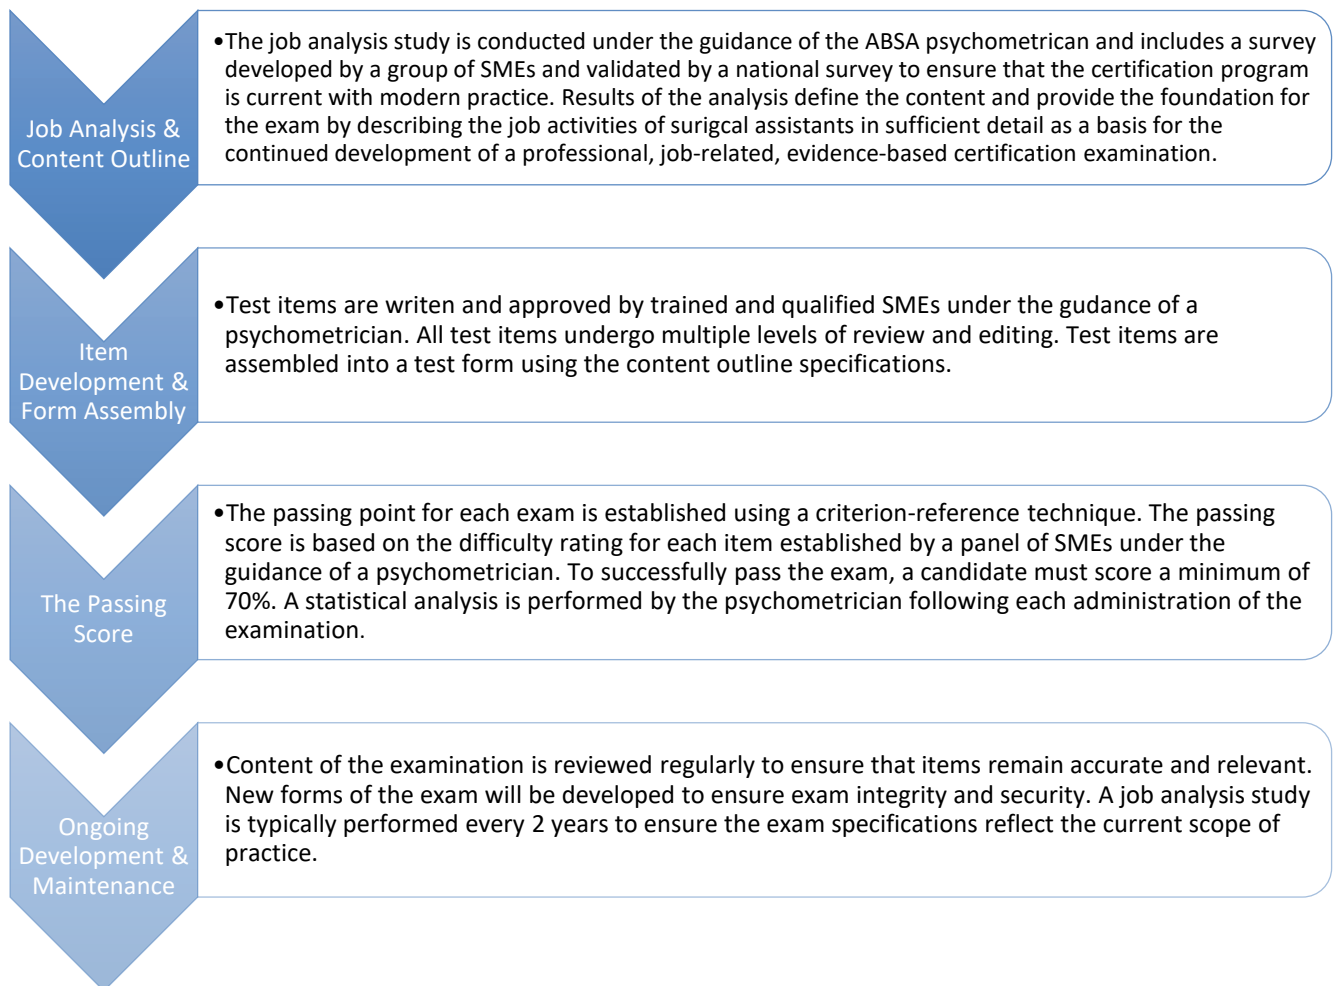 Job Analysis &
Content Outline
•The job analysis study is conducted under the guidance of the ABSA psychometrican and includes a survey
developed by a group of SMEs and validated by a national survey to ensure that the certification program
is current with modern practice. Results of the analysis define the content and provide the foundation for
the exam by describing the job activities of surigcal assistants in sufficient detail as a basis for the
continued development of a professional, job-related, evidence-based certification examination.
Item
Development &
Form Assembly
•Test items are writen and approved by trained and qualified SMEs under the gudance of a
psychometrician. All test items undergo multiple levels of review and editing. Test items are
assembled into a test form using the content outline specifications.
The Passing
Score
•The passing point for each exam is established using a criterion-reference technique. The passing
score is based on the difficulty rating for each item established by a panel of SMEs under the
guidance of a psychometrician. To successfully pass the exam, a candidate must score a minimum of
70%. A statistical analysis is performed by the psychometrician following each administration of the
examination.
Ongoing
Development &
Maintenance
•Content of the examination is reviewed regularly to ensure that items remain accurate and relevant.
New forms of the exam will be developed to ensure exam integrity and security. A job analysis study
is typically performed every 2 years to ensure the exam specifications reflect the current scope of
practice.